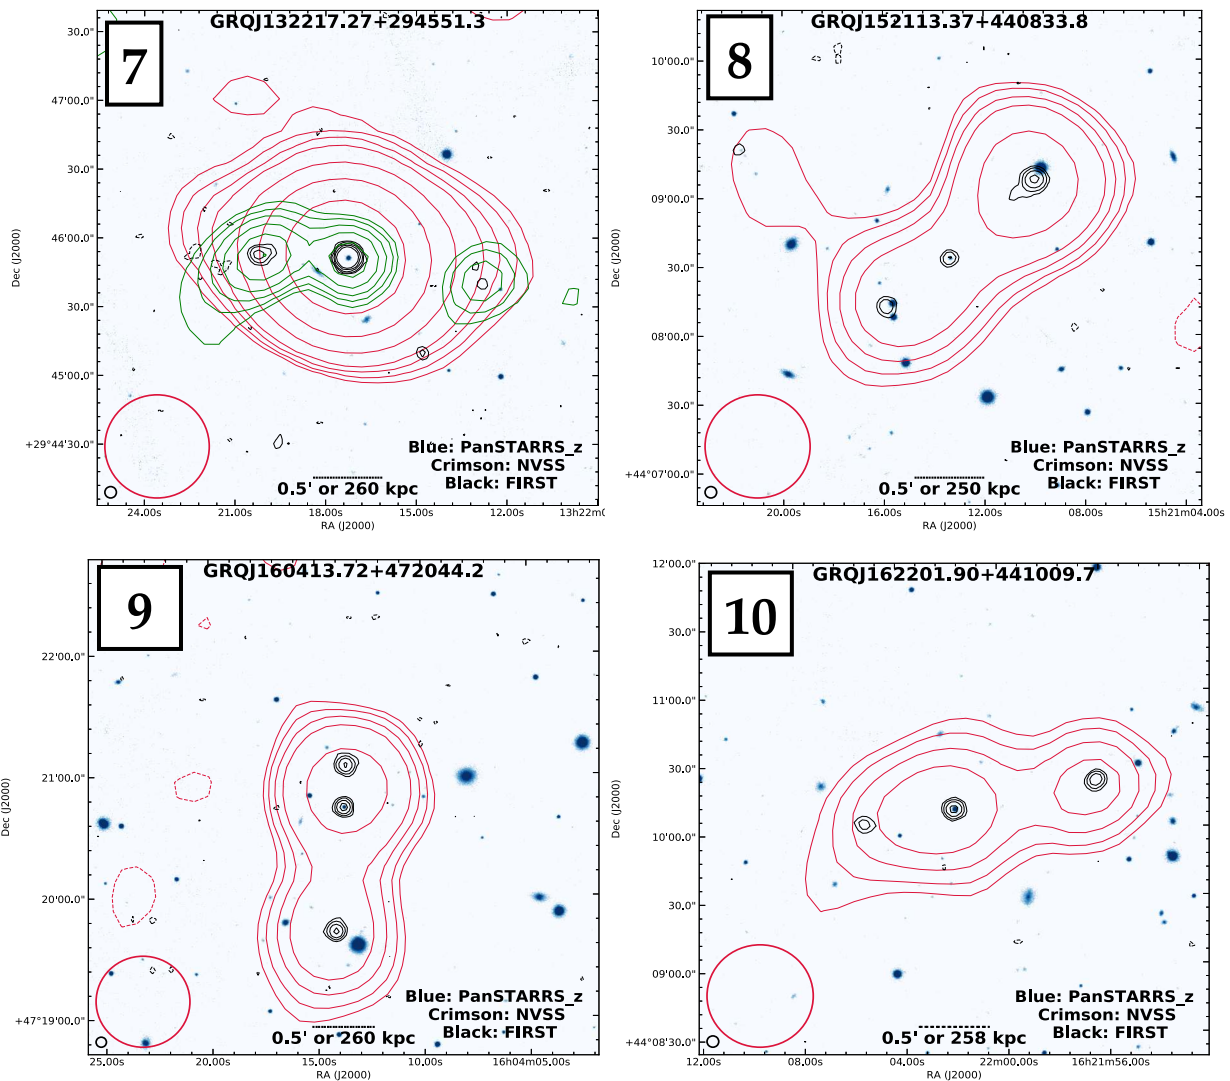 GRQJ132217.27+294551.3
7
30.0"
47'00.0"
30.0"
46'00.0"
30.0"
45'00.0"
+29°44'30.0"
Dec (J2000)
Blue: PanSTARRS_z
Crimson: NVSS
Black: FIRST
0.5' or 260 kpc
24.00s 21.00s 18.00s 15.00s 12.00s 13h22m(
RA (J2000)
GRQJ152113.37+440833.8
8
10'00.0"
30.0"
09'00.0"
30.0"
08'00.0"
30.0"
+44°07'00.0"
Dec (J2000)
Blue: PanSTARRS_z
Crimson: NVSS
Black: FIRST
0.5' or 250 kpc
20.00s 16.00s 12.00s 08.00s 15h21m04.00s
RA (J2000)
GRQJ160413.72+472044.2
9
22'00.0"
21'00.0"
20'00.0"
+47°19'00.0"
Dec (J2000)
Blue: PanSTARRS_z
Crimson: NVSS
Black: FIRST
0.5' or 260 kpc
25.00s 20.00s 15.00s 10.00s 16h04m05.00s
RA (J2000)
GRQJ162201.90+441009.7
10
12'00.0"
30.0"
11'00.0"
30.0"
10'00.0"
30.0"
09'00.0"
+44°08'30.0"
Dec (J2000)
Blue: PanSTARRS_z
Crimson: NVSS
Black: FIRST
0.5' or 258 kpc
12.00s 08.00s 04.00s 22m00.00s 16h21m56.00s
RA (J2000)